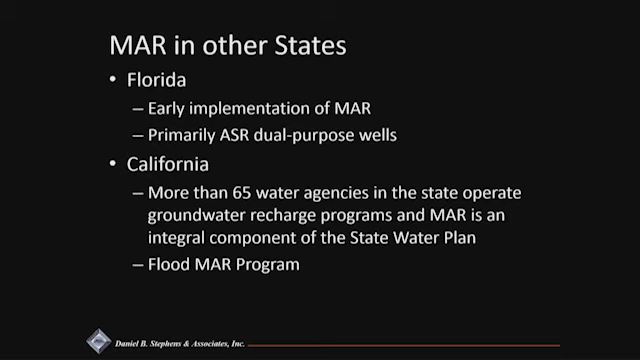 MAR in other States
• Florida
– Early implementation of MAR
– Primarily ASR dual-purpose wells
• California
– More than 65 water agencies in the state operate
groundwater recharge programs and MAR is an
integral component of the State Water Plan
– Flood MAR Program
Daniel B. Stephens & Associates, Inc.